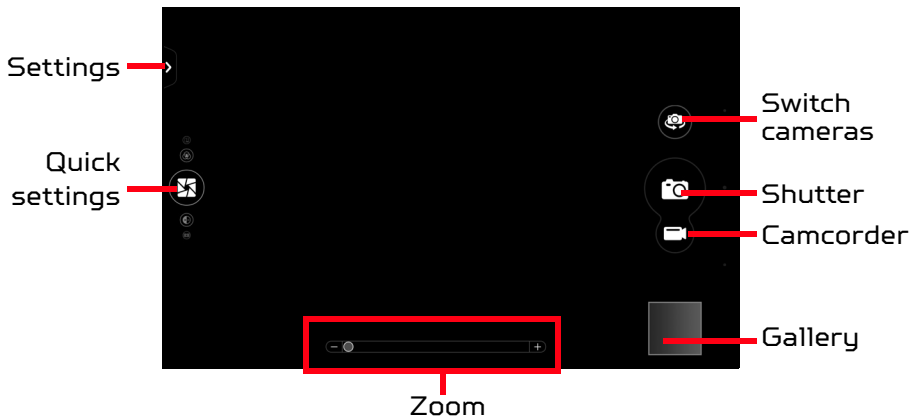 Settings
Quick
settings
Switch
cameras
Shutter
Camcorder
Gallery
Zoom